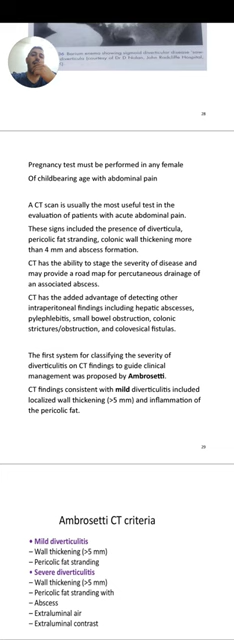 Barium enema showing sigmoid diverticular disease
28
Pregnancy test must be performed in any female
Of childbearing age with abdominal pain
A CT scan is usually the most useful test in the
evaluation of patients with acute abdominal pain.
These signs included the presence of diverticula,
pericolic fat stranding, colonic wall thickening more
than 4 mm and abscess formation.
CT has the ability to stage the severity of disease and
may provide a road map for percutaneous drainage of
an associated abscess.
CT has the added advantage of detecting other
intraperitoneal findings including hepatic abscesses,
pylephlebitis, small bowel obstruction, colonic
strictures/obstruction, and colovesical fistulas.
The first system for classifying the severity of
diverticulitis on CT findings to guide clinical
management was proposed by Ambrosetti.
CT findings consistent with mild diverticulitis included
localized wall thickening (>5 mm) and inflammation of
the pericolic fat.
29
Ambrosetti CT criteria
• Mild diverticulitis
– Wall thickening (>5 mm)
– Pericolic fat stranding
• Severe diverticulitis
– Wall thickening (>5 mm)
– Pericolic fat stranding with
– Abscess
– Extraluminal air
– Extraluminal contrast